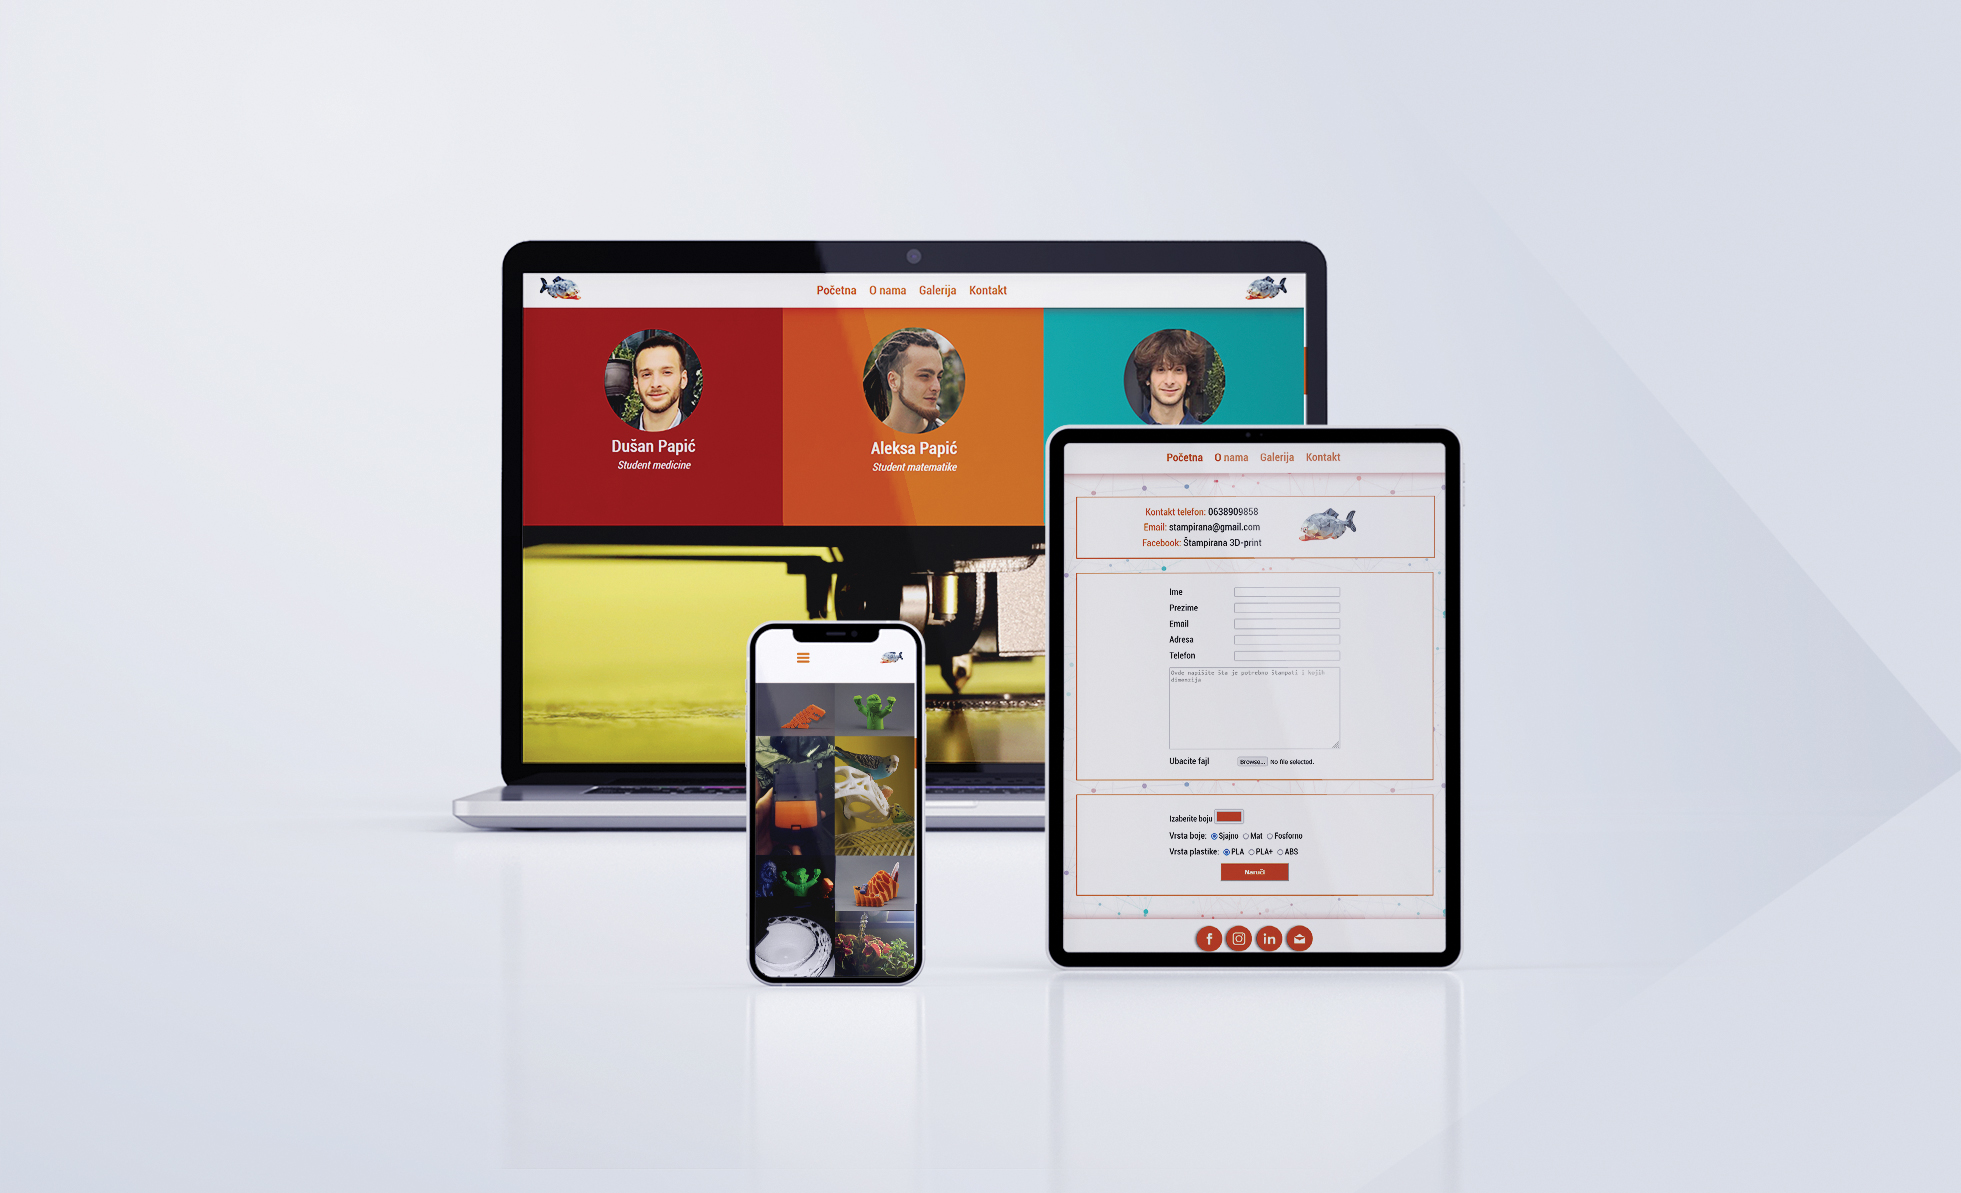 Početna O nama Galerija Kontakt
Dušan Papić
Student medicine
Aleksa Papić
Student matematike
Početna O nama Galerija Kontakt
Kontakt telefon: 0638909858
Email: stampirana@gmail.com
Facebook: Štampirana 3D-print
Ime
Prezime
Email
Adresa
Telefon
Ovde napišite šta je potrebno štampati i kojih
dimenzija
Ubacite fajl Browse... No file selected.
Izaberite boju
Vrsta boje: Sjajno Mat Fosforno
Vrsta plastike: PLA PLA+ ABS
Naruči